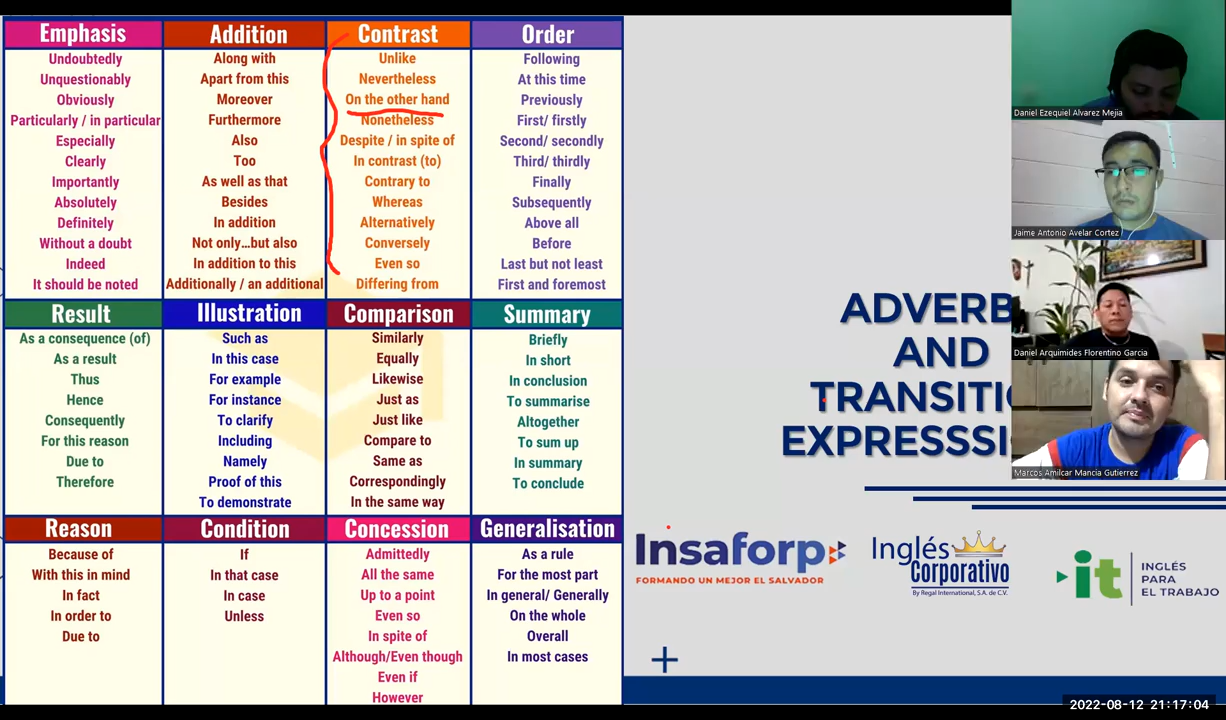 Emphasis
Undoubtedly
Unquestionably
Obviously
Particularly / in particular
Especially
Clearly
Importantly
Absolutely
Definitely
Without a doubt
Indeed
It should be noted
Addition
Along with
Apart from this
Moreover
Furthermore
Also
Too
As well as that
Besides
In addition
Not only...but also
In addition to this
Additionally / an additional
Contrast
Unlike
Nevertheless
On the other hand
Nonetheless
Despite / in spite of
In contrast (to)
Contrary to
Whereas
Alternatively
Conversely
Even so
Differing from
Order
Following
At this time
Previously
First/ firstly
Second/ secondly
Third/ thirdly
Finally
Subsequently
Above all
Before
Last but not least
First and foremost
Result
As a consequence (of)
As a result
Thus
Hence
Consequently
For this reason
Due to
Therefore
Illustration
Such as
In this case
For example
For instance
To clarify
Including
Namely
Proof of this
To demonstrate
Comparison
Similarly
Equally
Likewise
Just as
Just like
Compare to
Same as
Correspondingly
In the same way
Summary
Briefly
In short
In conclusion
To summarise
Altogether
To sum up
In summary
To conclude
Reason
Because of
With this in mind
In fact
In order to
Due to
Condition
If
In that case
In case
Unless
Concession
Admittedly
All the same
Up to a point
Even so
In spite of
Although/Even though
Even if
However
Generalisation
As a rule
For the most part
In general/ Generally
On the whole
Overall
In most cases
ADVERB
AND
TRANSITI
EXPRESSSI
Insaforp
FORMANDO UN MEJOR EL SALVADOR
Inglés
Corporativo
By Regal International, S.A. de C.V.
it
INGLÉS
PARA
EL TRABAJO
Daniel Ezequiel Alvarez Mejia
Jaime Antonio Avelar Cortez
Daniel Arquimides Florentino Garcia
Marcos Amilcar Mancia Gutierrez
2022-08-12 21:17:04